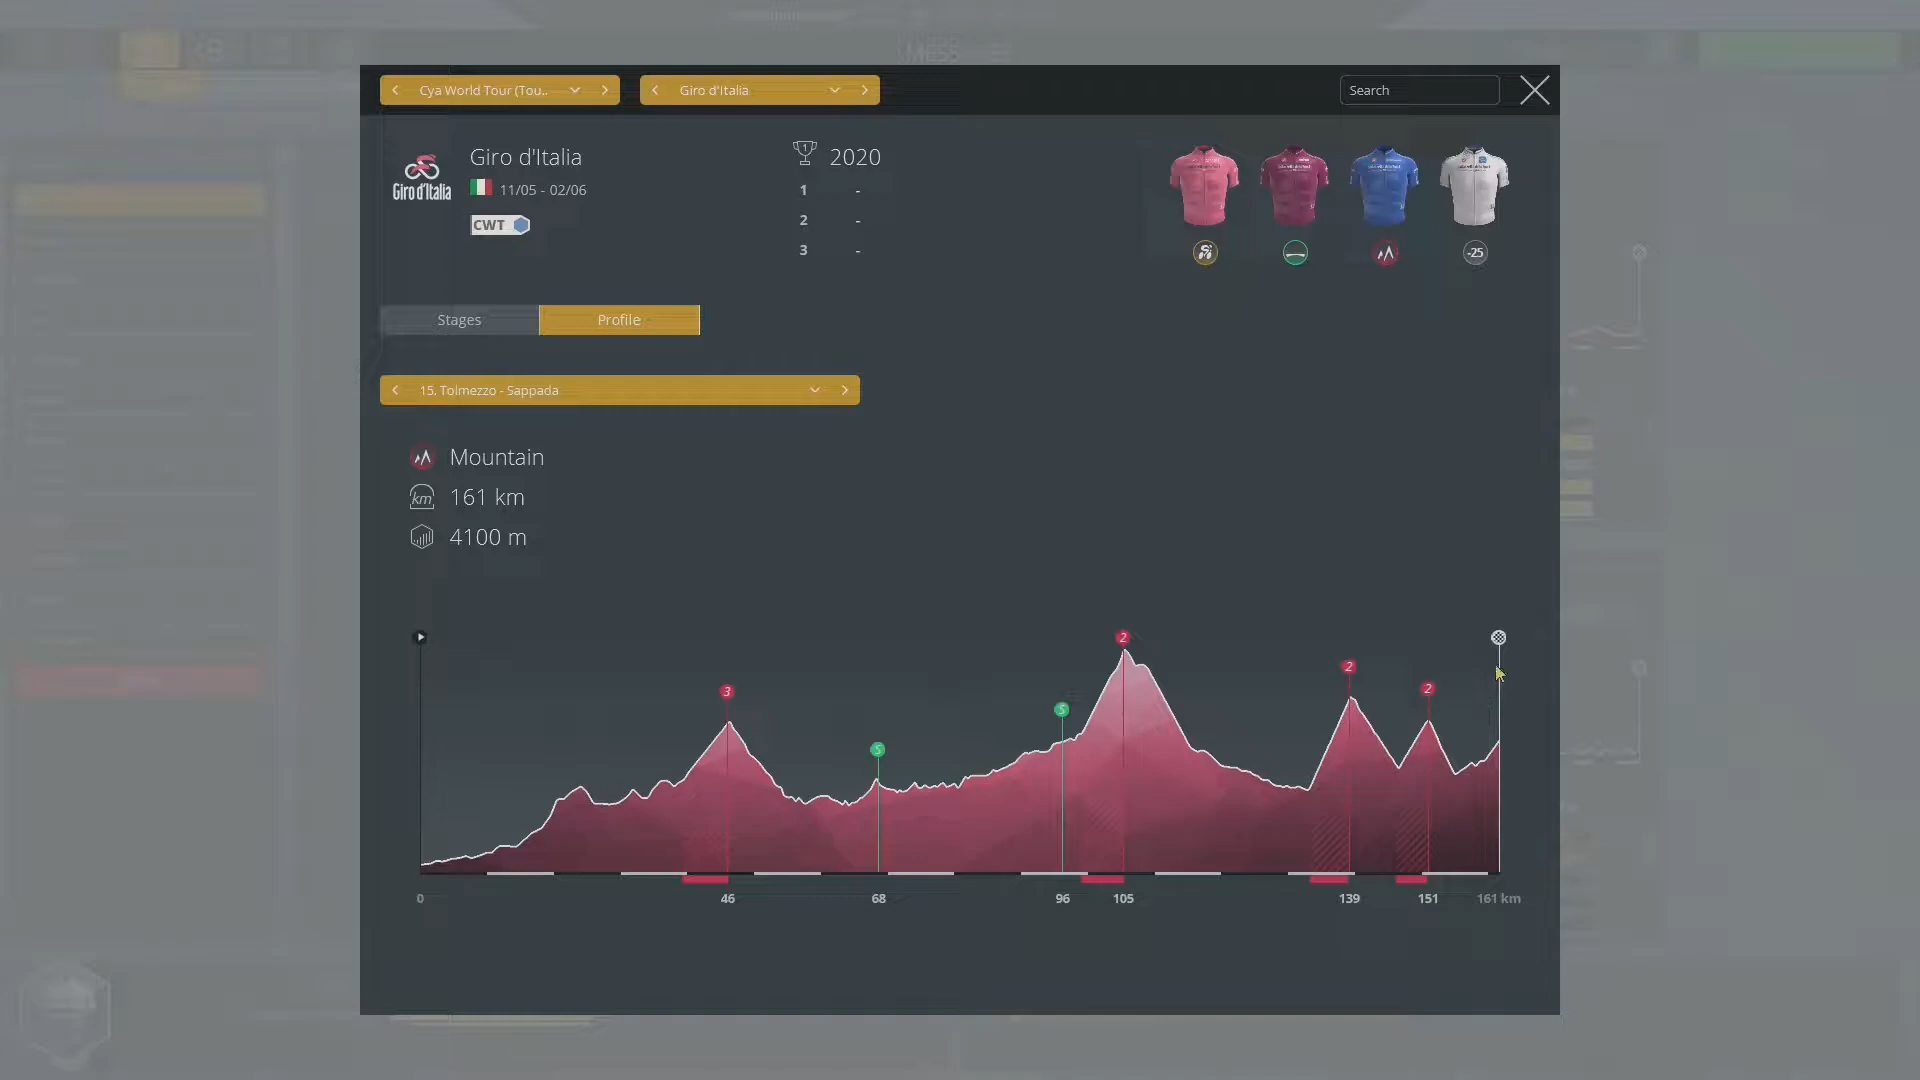 Cya World Tour (Tou..
Giro d'Italia
Search
Giro d'Italia
Giro d'Italia
11/05 - 02/06
CWT
1
2020
1 -
2 -
3 -
-25
Stages
Profile
15. Tolmezzo - Sappada
Mountain
km
161 km
4100 m
2
2
2
3
S
S
0
46
68
96
105
139
151
161 km